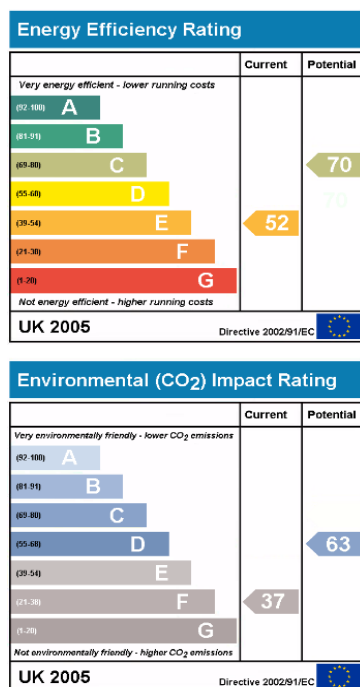 Energy Efficiency Rating
Current Potential
Very energy efficient - lower running costs
(92-100) A
(81-91) B
(69-80) C 70
70
(55-68) D
(39-54) E 52
(21-38) F
(1-20) G
Not energy efficient - higher running costs
UK 2005 Directive 2002/91/EC
Environmental (CO2) Impact Rating
Current Potential
Very environmentally friendly - lower CO2 emissions
(92-100) A
(81-91) B
(69-80) C
(55-68) D 63
(39-54) E
(21-38) F 37
(1-20) G
Not environmentally friendly - higher CO2 emissions
UK 2005 Directive 2002/91/EC